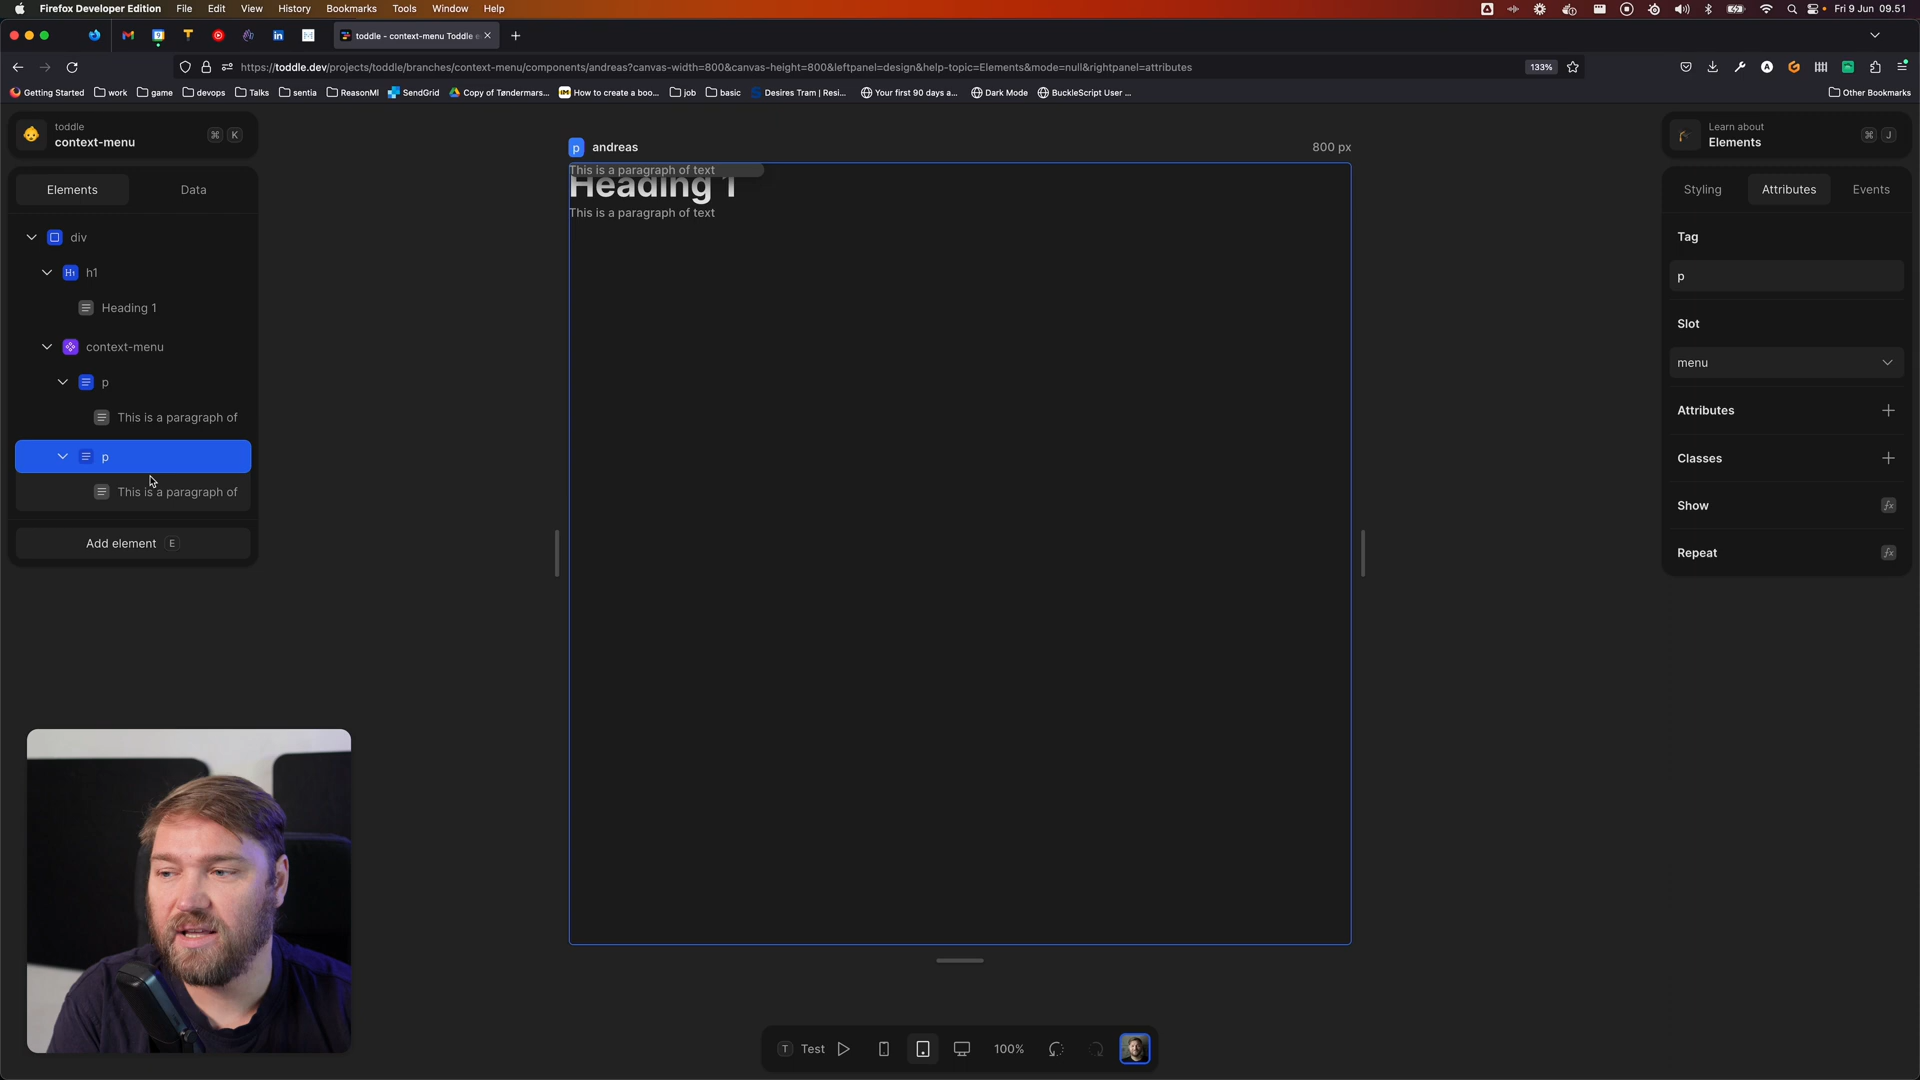 Firefox Developer Edition File Edit View History Bookmarks Tools Window Help Fri 9 Jun 09.51
toddle - context-menu Toddle e
https://toddle.dev/projects/toddle/branches/context-menu/components/andreas?canvas-width=800&canvas-height=800&leftpanel=design&help-topic=Elements&mode=null&rightpanel=attributes 133%
Getting Started work game devops Talks sentia ReasonMl SendGrid Copy of Tøndermars... How to create a boo... job basic Desires Tram | Resi... Your first 90 days a... Dark Mode BuckleScript User ... Other Bookmarks
toddle
context-menu
⌘ K
Elements Data
div
H1 h1
Heading 1
context-menu
p
This is a paragraph of
p
This is a paragraph of
Add element E
p andreas 800 px
This is a paragraph of text
Heading 1
This is a paragraph of text
Learn about
Elements
⌘ J
Styling Attributes Events
Tag
p
Slot
menu
Attributes
Classes
Show fx
Repeat fx
T Test 100%